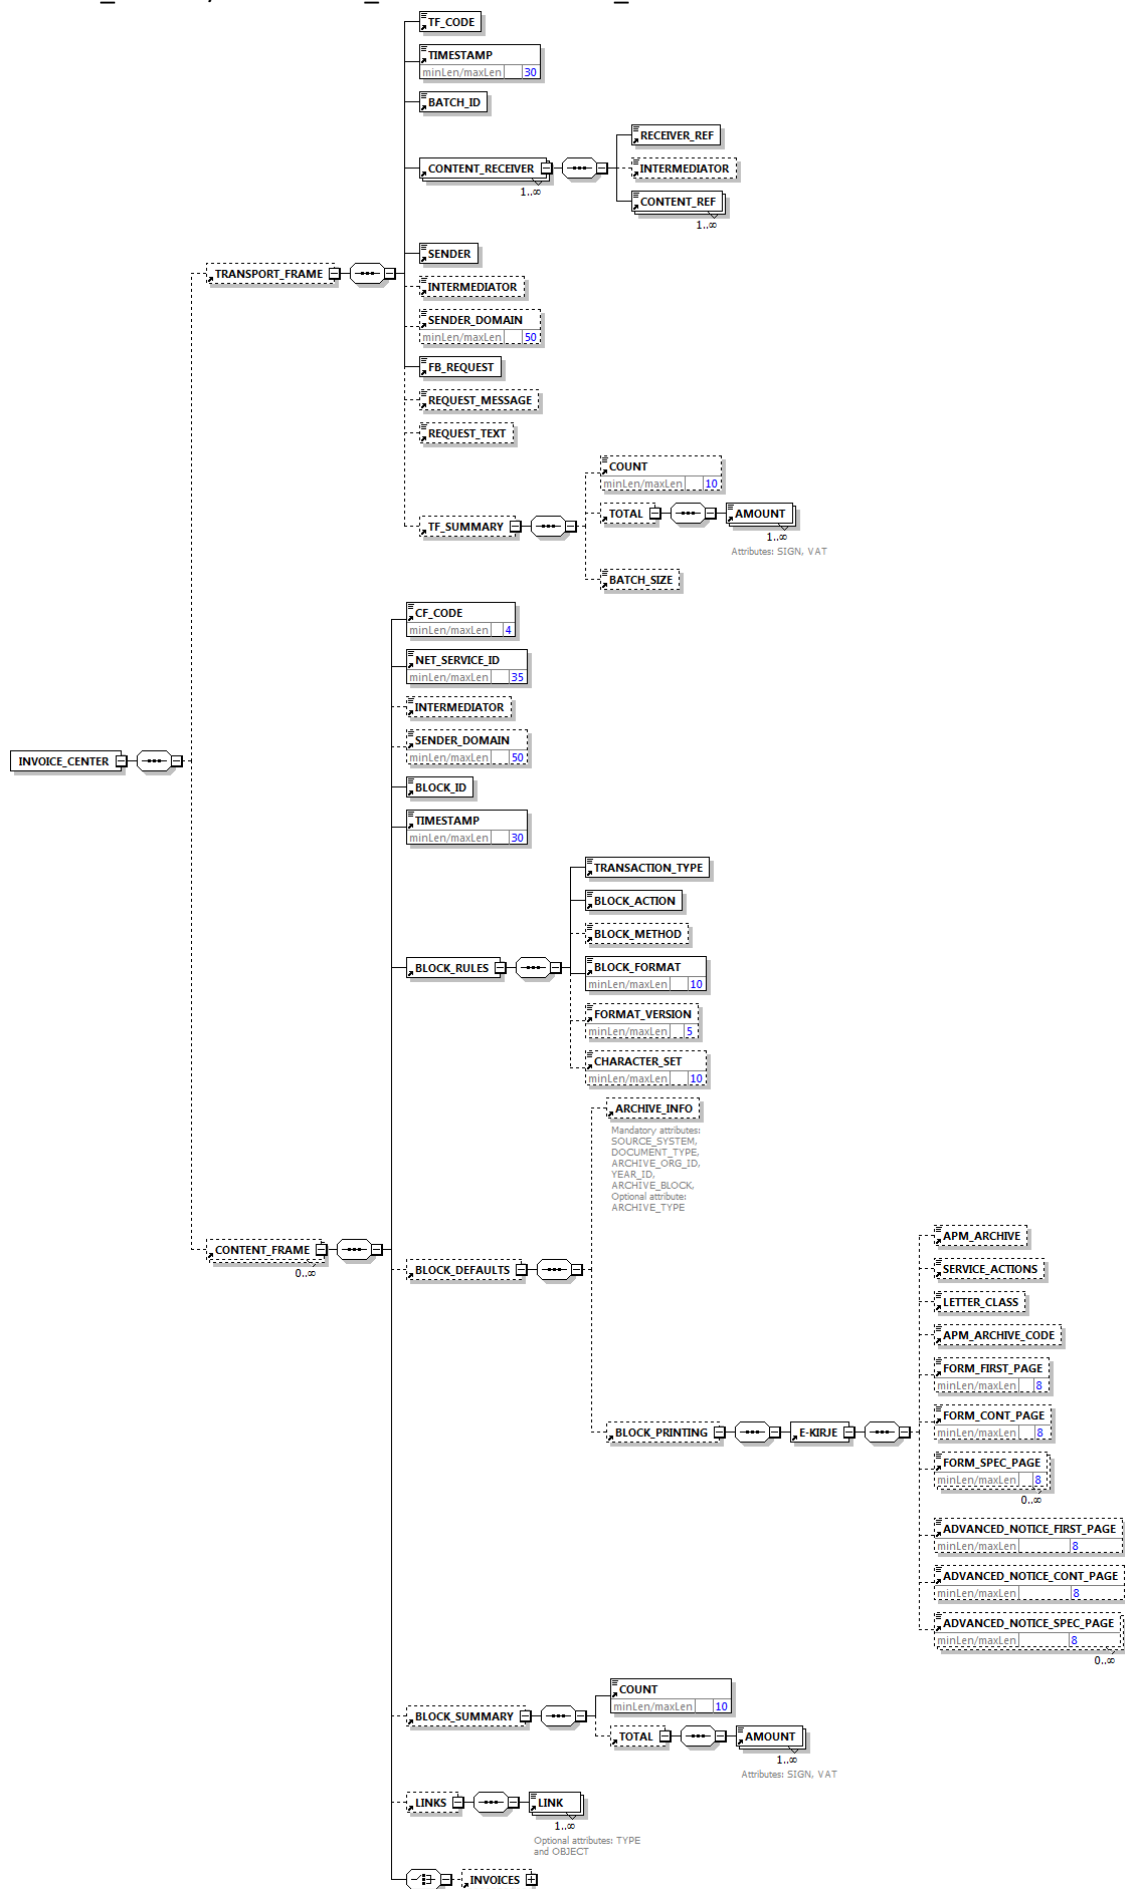 TF_CODE
TIMESTAMP
minLen/maxLen 30
BATCH_ID
CONTENT_RECEIVER
1..∞
RECEIVER_REF
INTERMEDIATOR
CONTENT_REF
1..∞
SENDER
TRANSPORT_FRAME
INTERMEDIATOR
SENDER_DOMAIN
minLen/maxLen 50
FB_REQUEST
REQUEST_MESSAGE
REQUEST_TEXT
TF_SUMMARY
COUNT
minLen/maxLen 10
TOTAL
AMOUNT
1..∞
Attributes: SIGN, VAT
BATCH_SIZE
CF_CODE
minLen/maxLen 4
NET_SERVICE_ID
minLen/maxLen 35
INTERMEDIATOR
SENDER_DOMAIN
minLen/maxLen 50
INVOICE_CENTER
BLOCK_ID
TIMESTAMP
minLen/maxLen 30
BLOCK_RULES
TRANSACTION_TYPE
BLOCK_ACTION
BLOCK_METHOD
BLOCK_FORMAT
minLen/maxLen 10
FORMAT_VERSION
minLen/maxLen 5
CHARACTER_SET
minLen/maxLen 10
ARCHIVE_INFO
Mandatory attributes:
SOURCE_SYSTEM,
DOCUMENT_TYPE,
ARCHIVE_ORG_ID,
YEAR_ID,
ARCHIVE_BLOCK,
Optional attribute:
ARCHIVE_TYPE
CONTENT_FRAME
0..∞
BLOCK_DEFAULTS
BLOCK_PRINTING
E-KIRJE
APM_ARCHIVE
SERVICE_ACTIONS
LETTER_CLASS
APM_ARCHIVE_CODE
FORM_FIRST_PAGE
minLen/maxLen 8
FORM_CONT_PAGE
minLen/maxLen 8
FORM_SPEC_PAGE
minLen/maxLen 8
0..∞
ADVANCED_NOTICE_FIRST_PAGE
minLen/maxLen 8
ADVANCED_NOTICE_CONT_PAGE
minLen/maxLen 8
ADVANCED_NOTICE_SPEC_PAGE
minLen/maxLen 8
0..∞
BLOCK_SUMMARY
COUNT
minLen/maxLen 10
TOTAL
AMOUNT
1..∞
Attributes: SIGN, VAT
LINKS
LINK
1..∞
Optional attributes: TYPE
and OBJECT
INVOICES